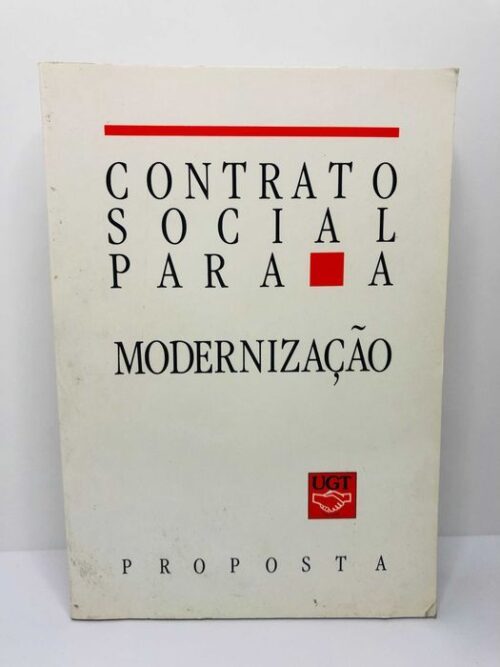 CONTRATO
SOCIAL
PARA A
MODERNIZAÇÃO
UGT
PROPOSTA